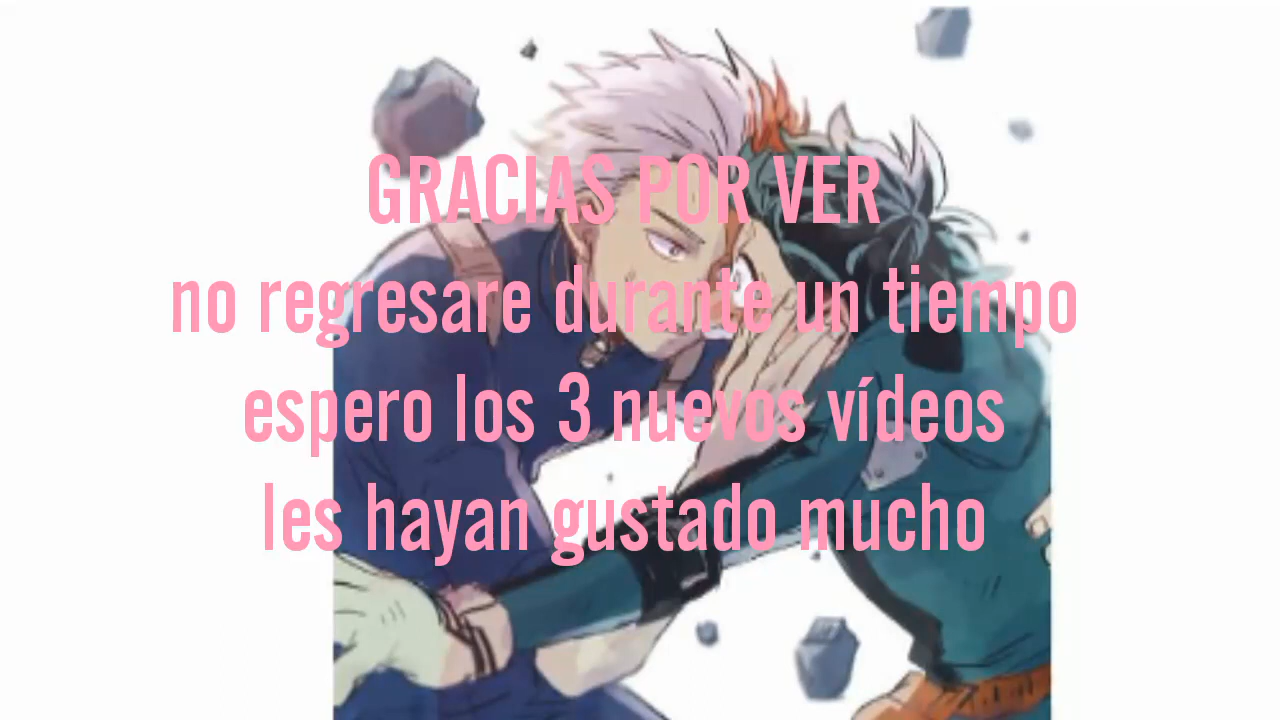 GRACIAS POR VER
no regresare durante un tiempo
espero los 3 nuevos vídeos
les hayan gustado mucho